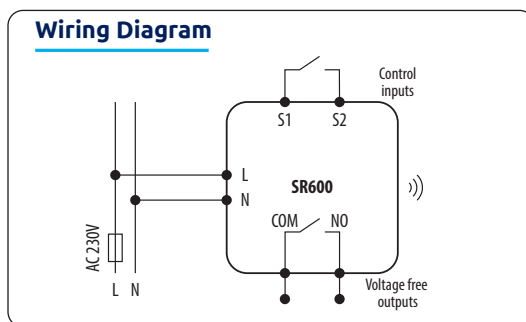 Wiring Diagram
Control
inputs
S1 S2
L
SR600
N
COM NO
AC 230V
L N
Voltage free
outputs